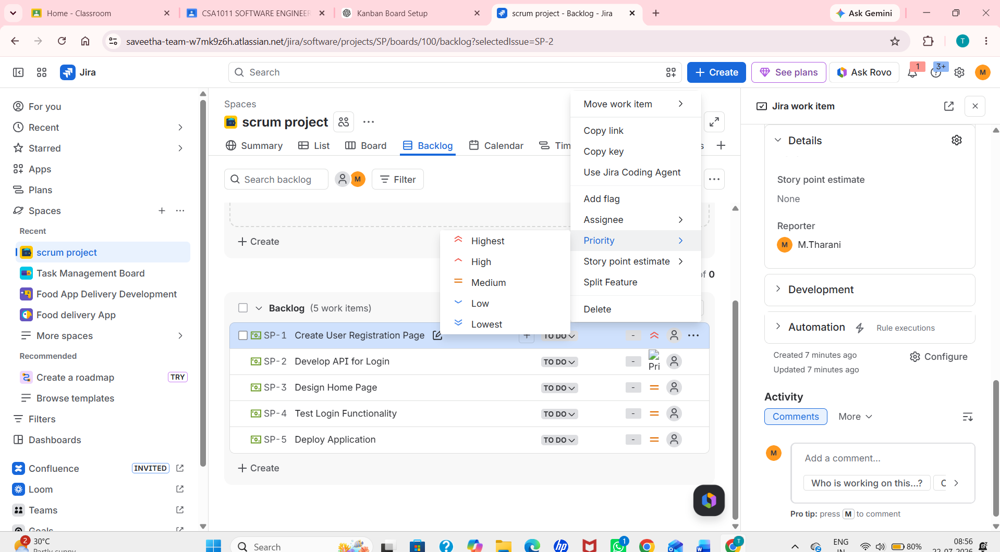 Home - Classroom
CSA1011 SOFTWARE ENGINEER
Kanban Board Setup
scrum project - Backlog - Jira
Ask Gemini
saveetha-team-w7mk9z6h.atlassian.net/jira/software/projects/SP/boards/100/backlog?selectedIssue=SP-2
T
Jira
Search
Create
See plans
Ask Rovo
1
3+
M
For you
Recent
Starred
Apps
Plans
Spaces
Recent
scrum project
Task Management Board
Food App Delivery Development
Food delivery App
More spaces
Recommended
Create a roadmap TRY
Browse templates
Filters
Dashboards
Confluence INVITED
Loom
Teams
Goals
Spaces
scrum project
Summary List Board Backlog Calendar Tim
Search backlog M Filter
Create
of 0
Backlog (5 work items)
SP-1 Create User Registration Page TO DO -
SP-2 Develop API for Login TO DO - Pri
SP-3 Design Home Page TO DO -
SP-4 Test Login Functionality TO DO -
SP-5 Deploy Application TO DO -
Create
Move work item
Copy link
Copy key
Use Jira Coding Agent
Add flag
Assignee
Priority
Story point estimate
Split Feature
Delete
Highest
High
Medium
Low
Lowest
Jira work item
Details
Story point estimate
None
Reporter
M M.Tharani
Development
Automation Rule executions
Created 7 minutes ago
Updated 7 minutes ago
Configure
Activity
Comments More
M Add a comment...
Who is working on this...?
Pro tip: press M to comment
2
30°C
Partly sunny
Search
hp
1
T
ENG
IN
80%
08:56
22-07-2026